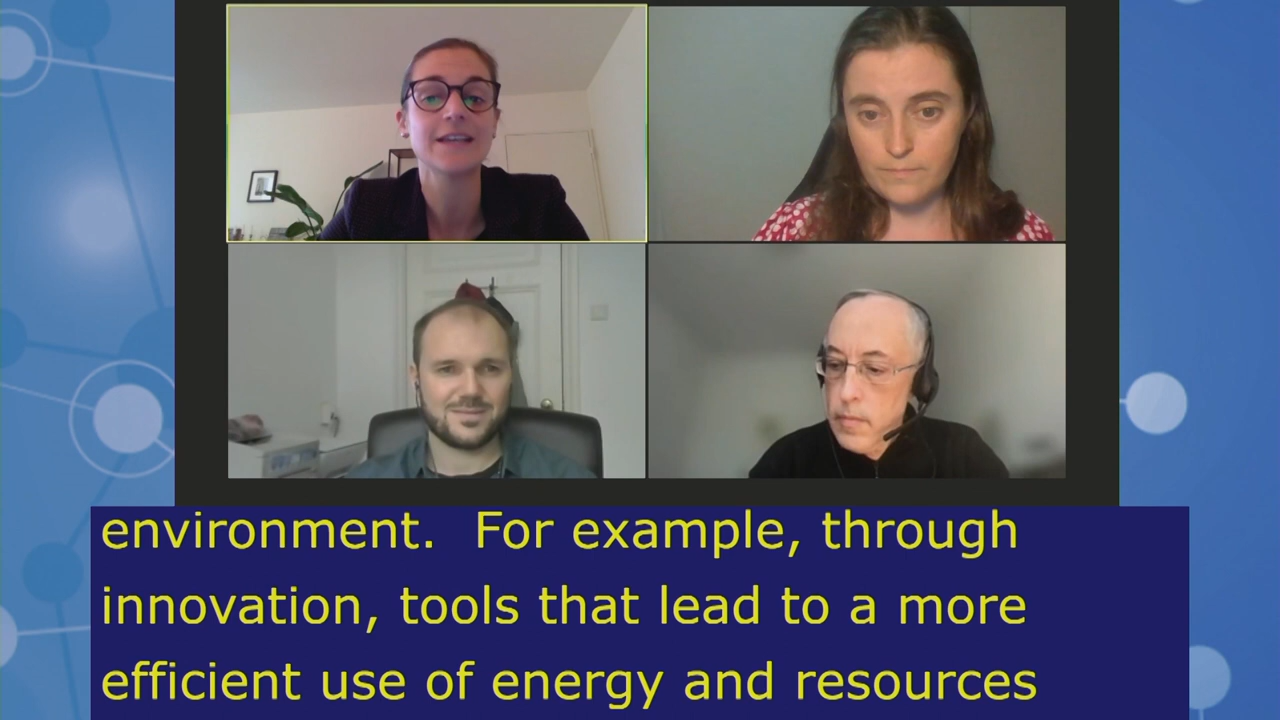 environment.  For example, through
innovation, tools that lead to a more
efficient use of energy and resources